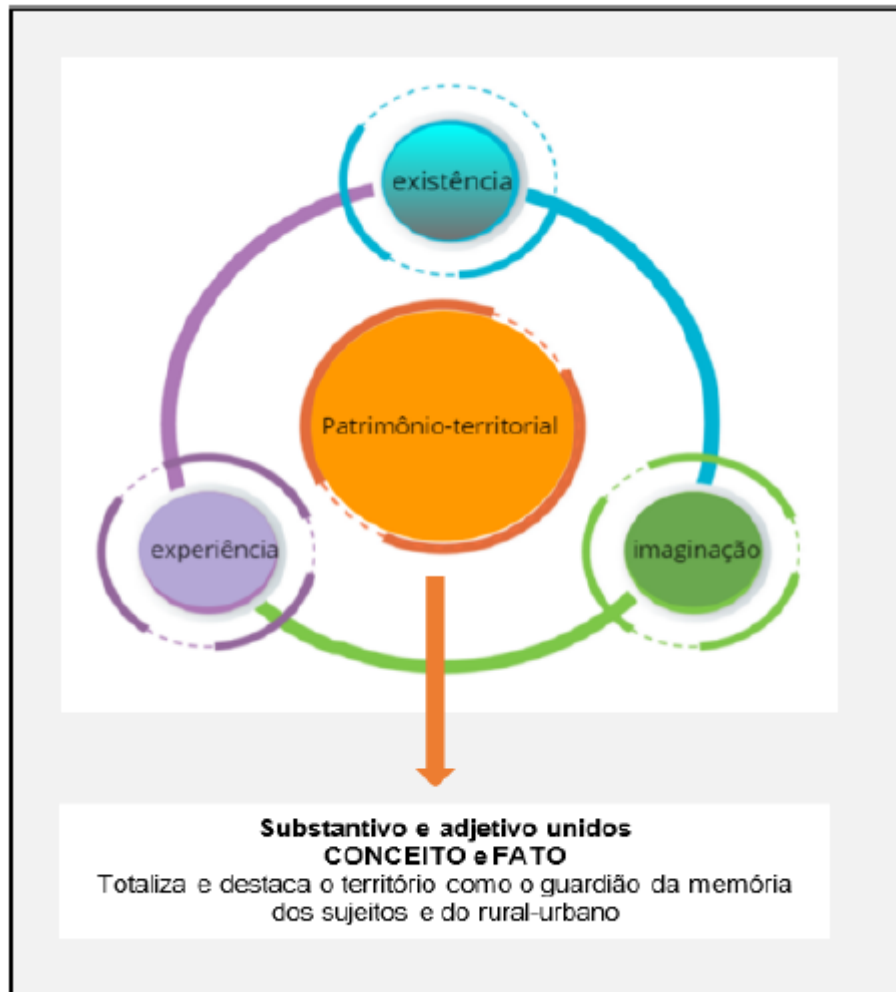 existência
Patrimônio-territorial
experiência
imaginação
Substantivo e adjetivo unidos
CONCEITO e FATO
Totaliza e destaca o território como o guardião da memória
dos sujeitos e do rural-urbano